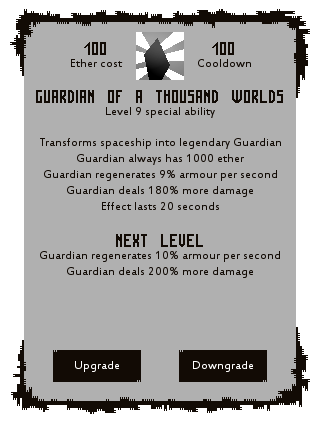 100 100
Ether cost Cooldown
GUARDIAN OF A THOUSAND WORLDS
Level 9 special ability
Transforms spaceship into legendary Guardian
Guardian always has 1000 ether
Guardian regenerates 9% armour per second
Guardian deals 180% more damage
Effect lasts 20 seconds
NEXT LEVEL
Guardian regenerates 10% armour per second
Guardian deals 200% more damage
Upgrade Downgrade